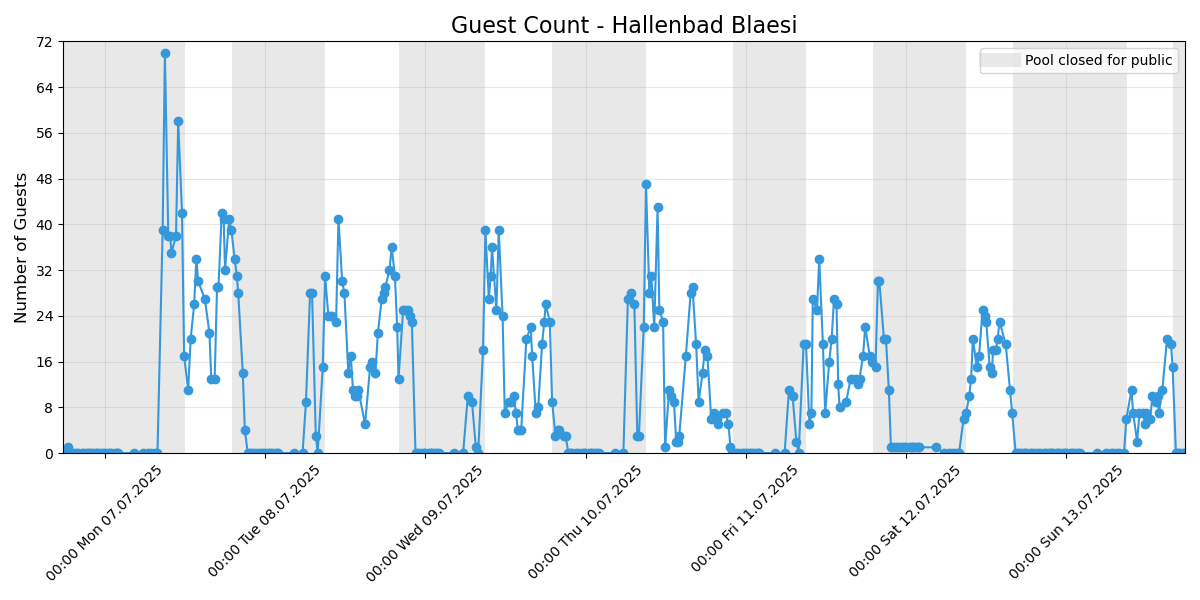 Guest Count - Hallenbad Blaesi
Pool closed for public
Number of Guests
72
64
56
48
40
32
24
16
8
0
00:00 Mon 07.07.2025
00:00 Tue 08.07.2025
00:00 Wed 09.07.2025
00:00 Thu 10.07.2025
00:00 Fri 11.07.2025
00:00 Sat 12.07.2025
00:00 Sun 13.07.2025